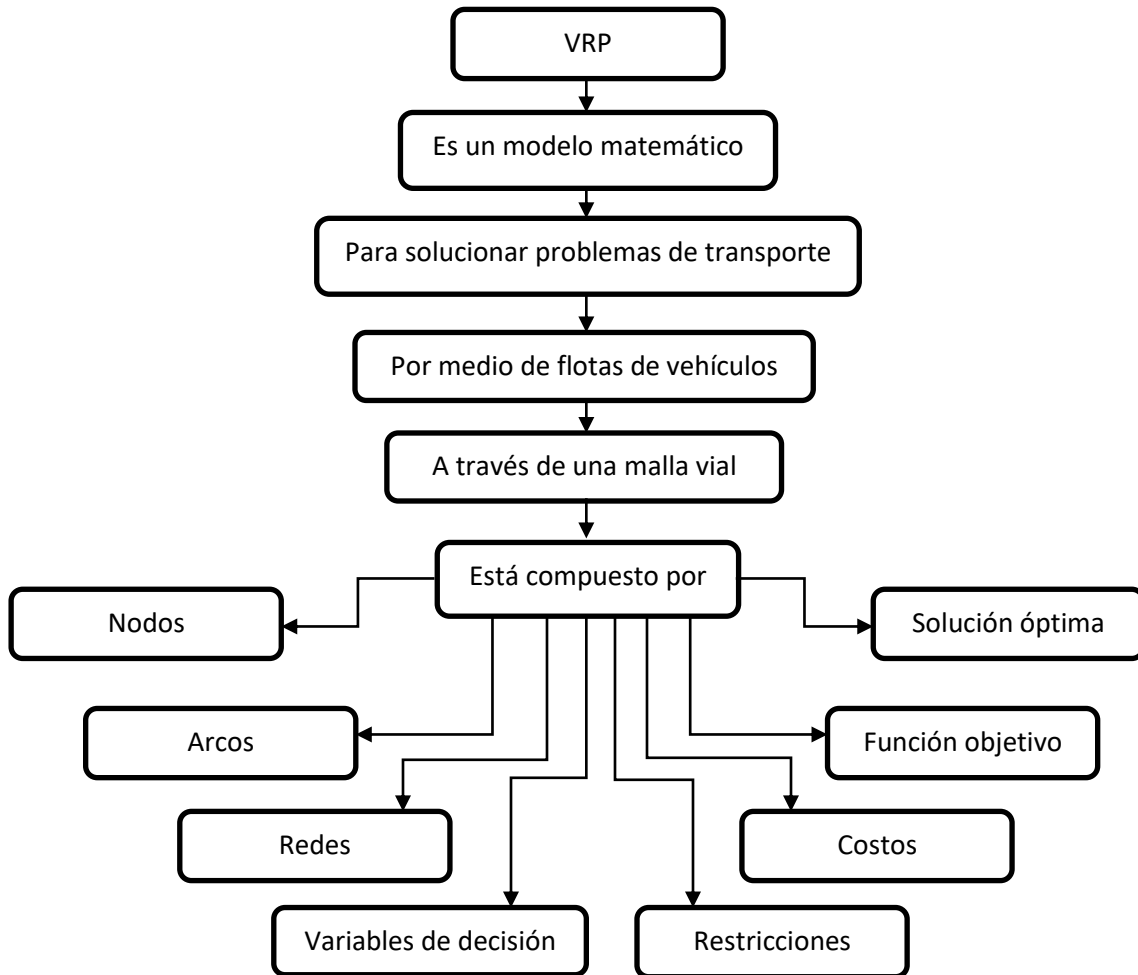 VRP
Es un modelo matemático
Para solucionar problemas de transporte
Por medio de flotas de vehículos
A través de una malla vial
Está compuesto por
Nodos
Solución óptima
Arcos
Función objetivo
Redes
Costos
Variables de decisión
Restricciones